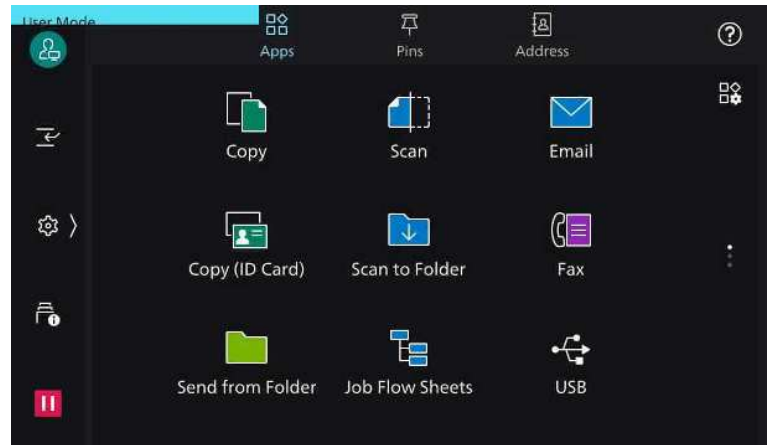 User Mode
Apps
Pins
Address
Copy
Scan
Email
Copy (ID Card)
Scan to Folder
Fax
Send from Folder
Job Flow Sheets
USB